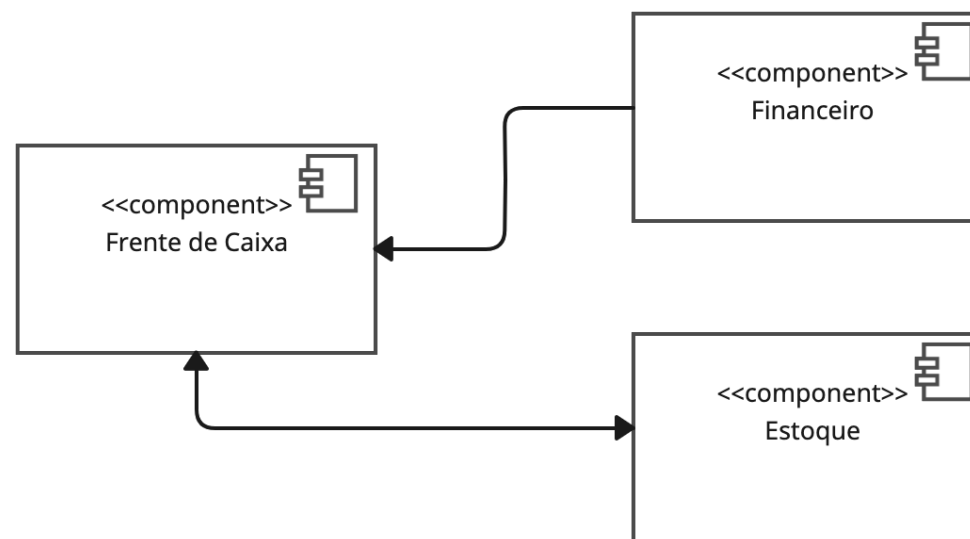 <<component>>
Financeiro
<<component>>
Frente de Caixa
<<component>>
Estoque